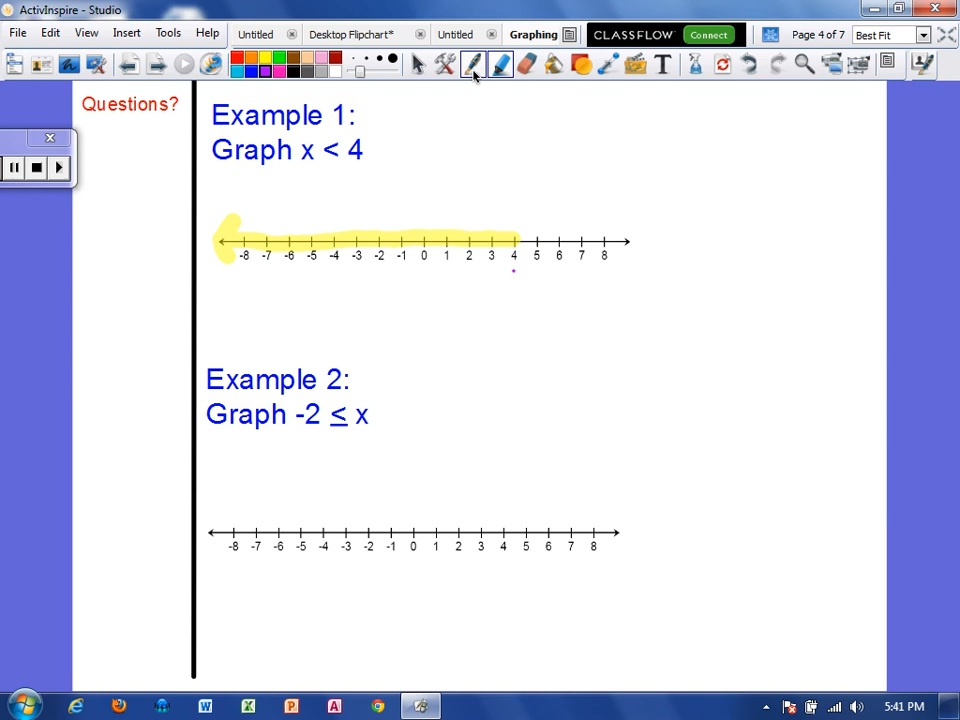 ActivInspire - Studio
File Edit View Insert Tools Help Untitled Desktop Flipchart* Untitled Graphing CLASSFLOW Connect Page 4 of 7 Best Fit
T
Questions?
Example 1:
Graph x < 4
-8 -7 -6 -5 -4 -3 -2 -1 0 1 2 3 4 5 6 7 8
Example 2:
Graph -2 ≤ x
-8 -7 -6 -5 -4 -3 -2 -1 0 1 2 3 4 5 6 7 8
5:41 PM